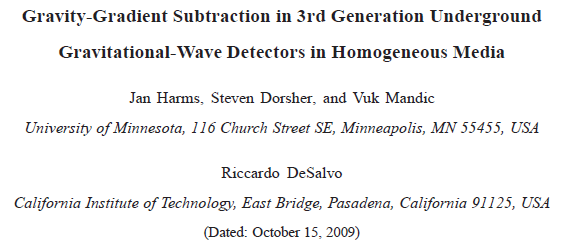 Gravity-Gradient Subtraction in 3rd Generation Underground
Gravitational-Wave Detectors in Homogeneous Media
Jan Harms, Steven Dorsher, and Vuk Mandic
University of Minnesota, 116 Church Street SE, Minneapolis, MN 55455, USA
Riccardo DeSalvo
California Institute of Technology, East Bridge, Pasadena, California 91125, USA
(Dated: October 15, 2009)